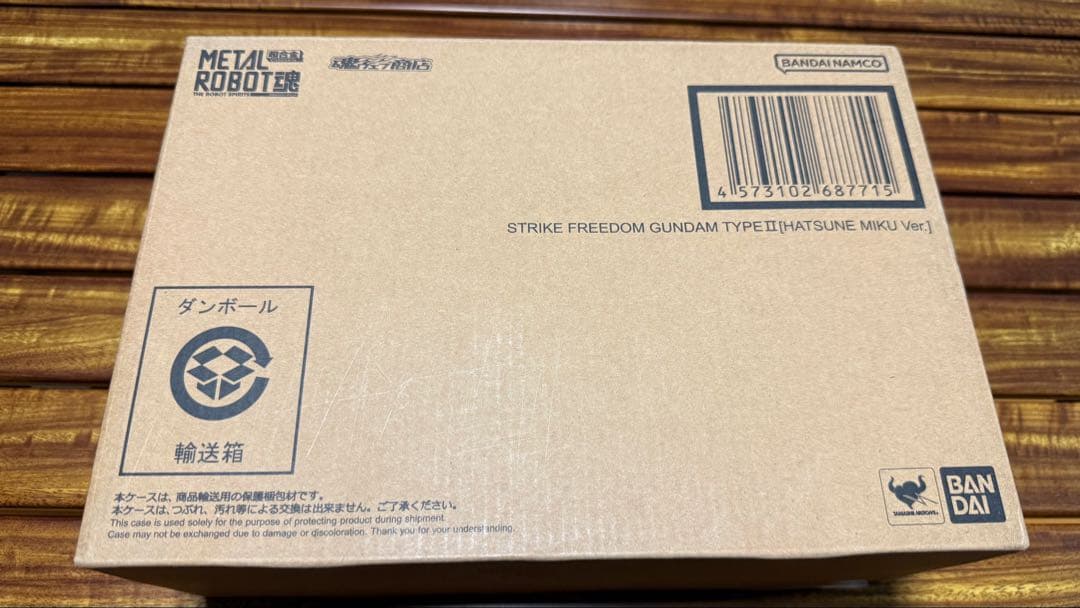 METAL
ROBOT魂
THE ROBOT SPIRITS
超合金
魂ウェブ商店
BANDAI NAMCO
4 573102 687715
STRIKE FREEDOM GUNDAM TYPEⅡ[HATSUNE MIKU Ver.]
ダンボール
輸送箱
本ケースは、商品輸送用の保護梱包材です。
本ケースは、つぶれ、汚れ等による交換は出来ません。ご了承ください。
This case is used solely for the purpose of protecting product during shipment.
Case may not be exchanged due to damage or discoloration. Thank you for your understanding.
TAMASHII NATIONS
BAN
DAI